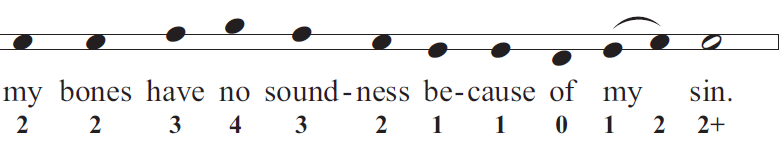 my bones have no sound-ness be-cause of my sin.
2 2 3 4 3 2 1 1 0 1 2 2+